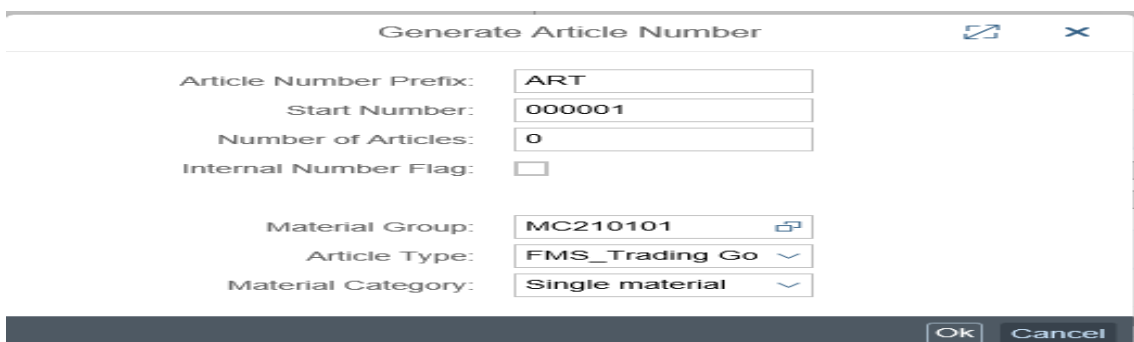 Generate Article Number
Article Number Prefix: ART
Start Number: 000001
Number of Articles: 0
Internal Number Flag:
Material Group: MC210101
Article Type: FMS_Trading Go
Material Category: Single material
Ok Cancel